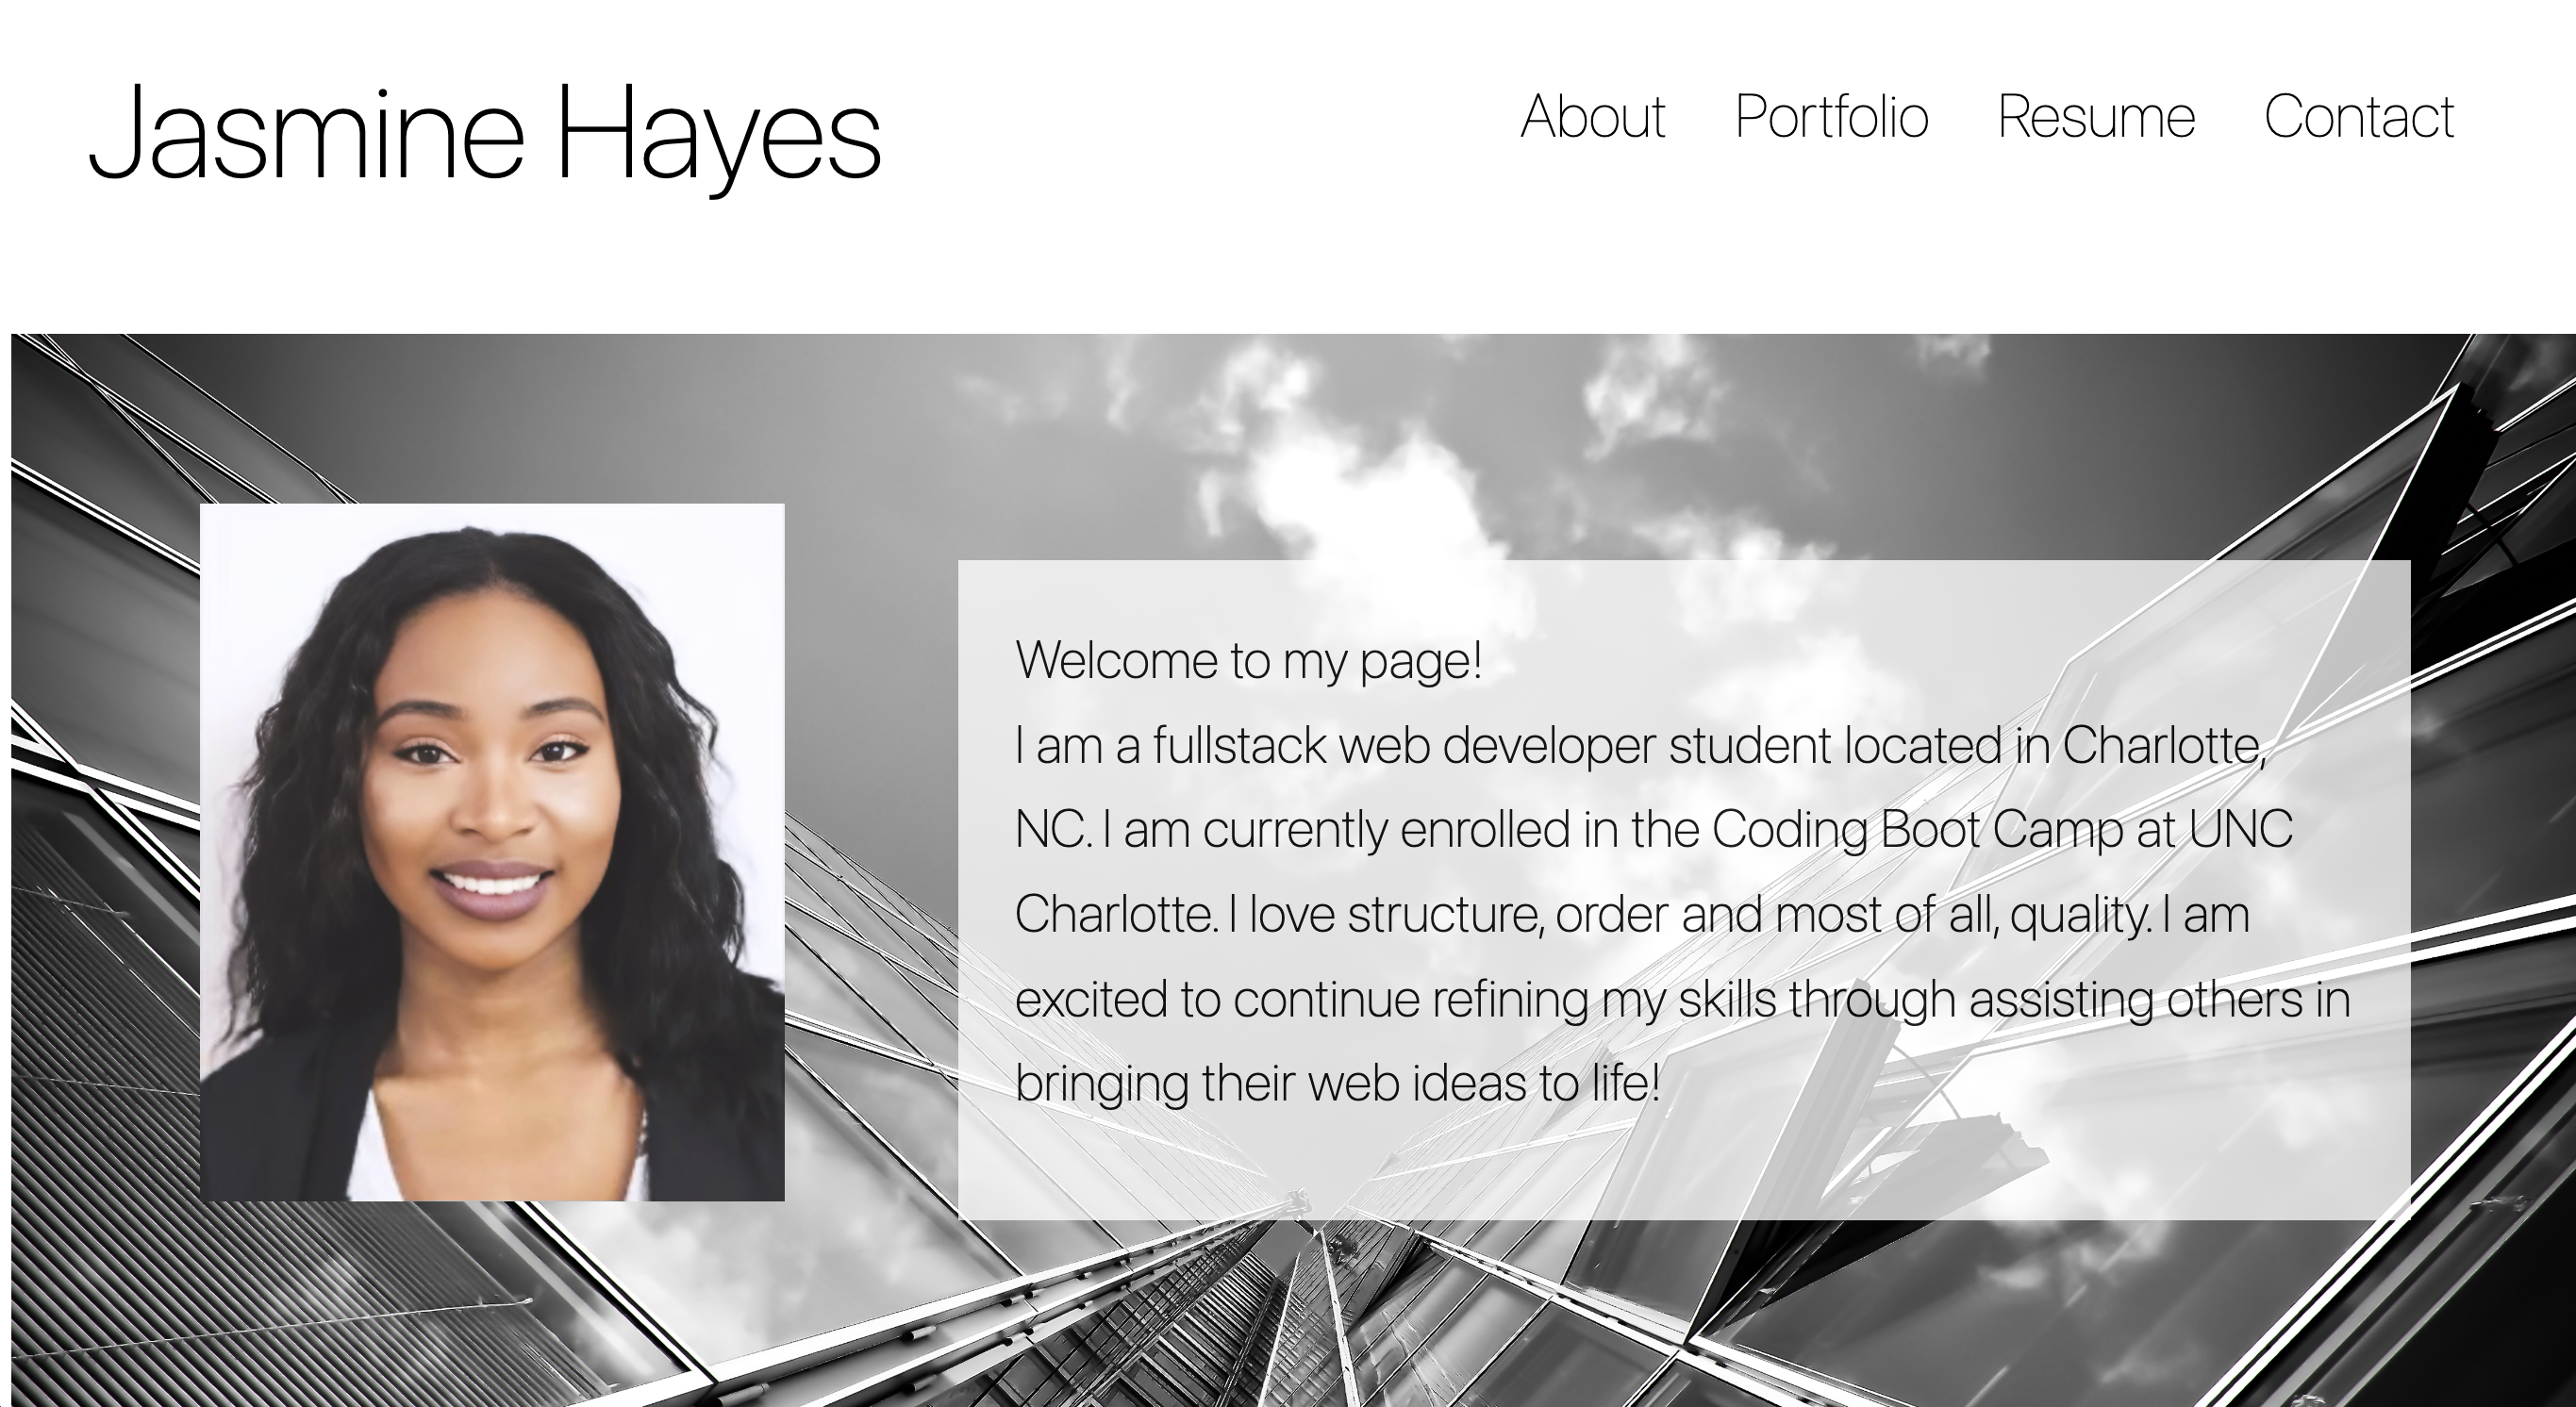 Jasmine Hayes
About Portfolio Resume Contact
Welcome to my page!
I am a fullstack web developer student located in Charlotte,
NC. I am currently enrolled in the Coding Boot Camp at UNC
Charlotte. I love structure, order and most of all, quality. I am
excited to continue refining my skills through assisting others in
bringing their web ideas to life!